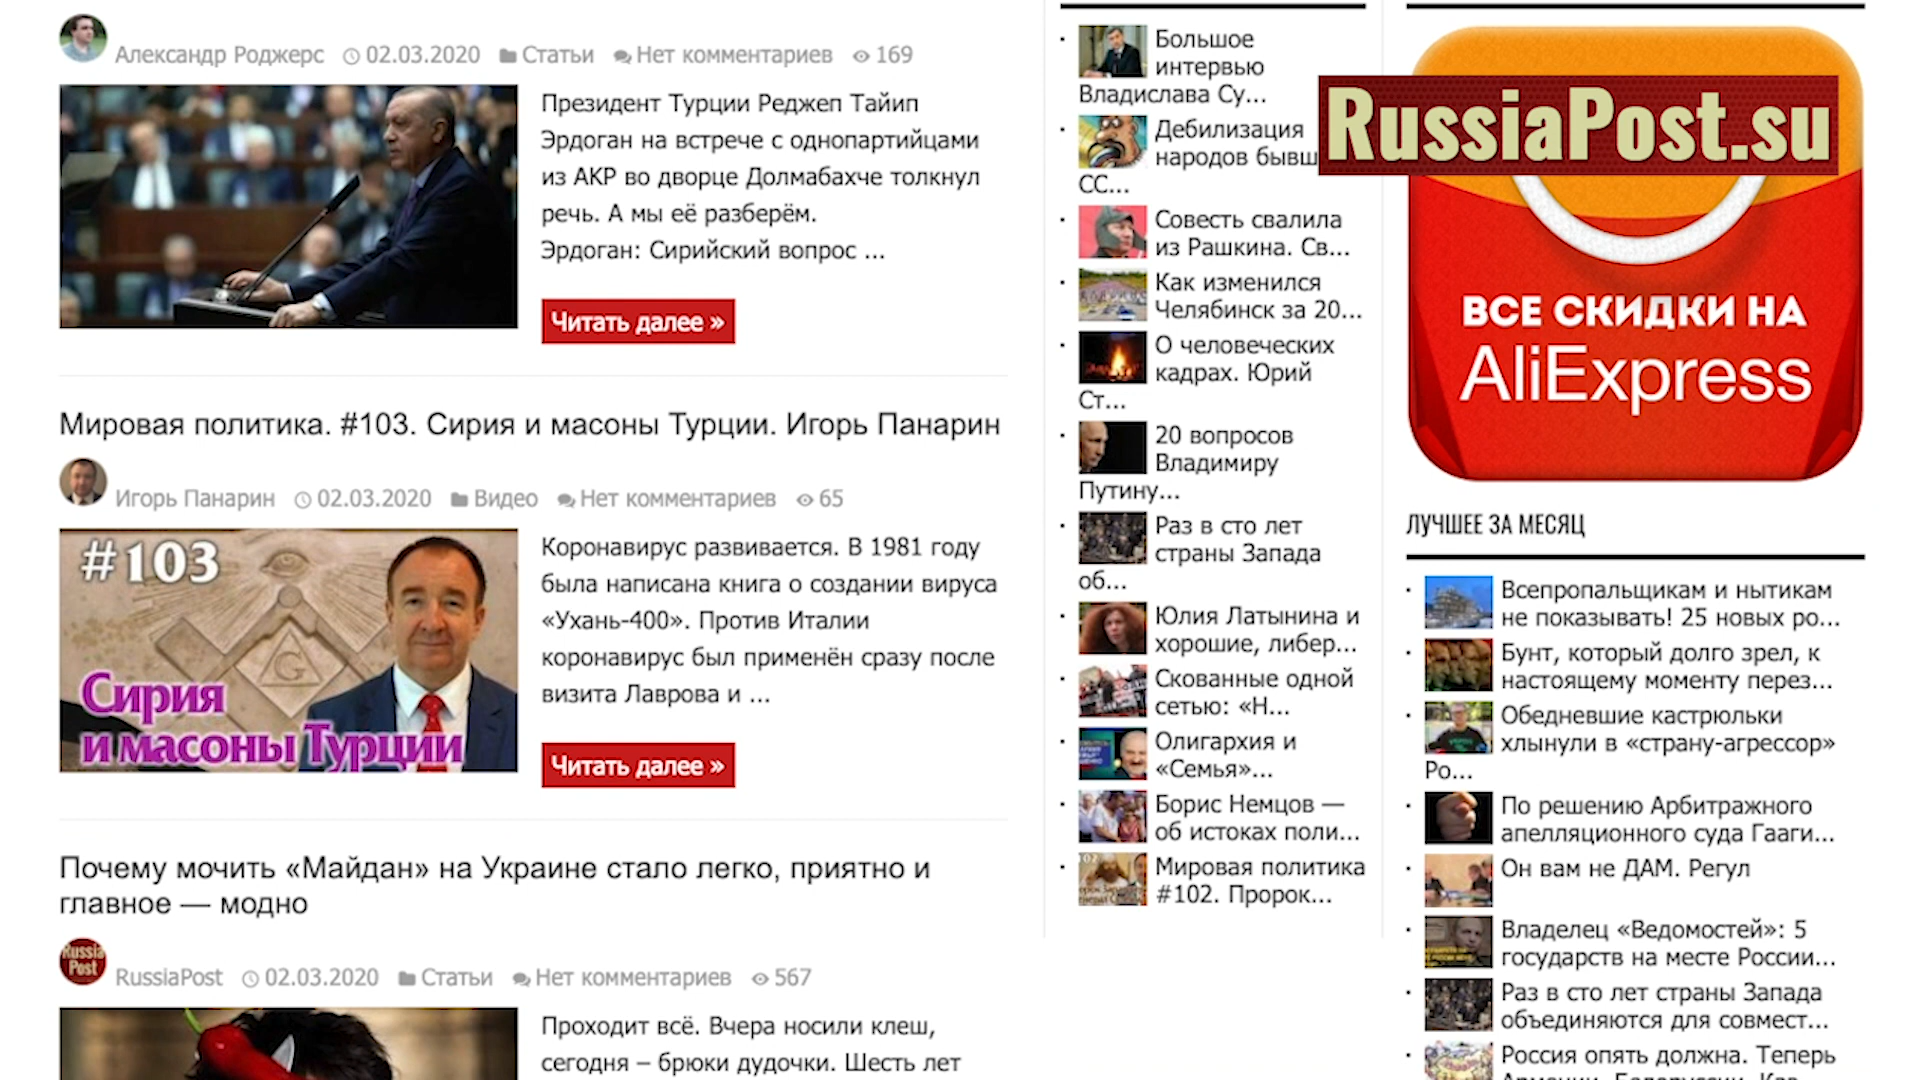 Александр Роджерс 02.03.2020 Статьи Нет комментариев 169
Президент Турции Реджеп Тайип
Эрдоган на встрече с однопартийцами
из АКР во дворце Долмабахче толкнул
речь. А мы её разберём.
Эрдоган: Сирийский вопрос ...
Читать далее »
Мировая политика. #103. Сирия и масоны Турции. Игорь Панарин
Игорь Панарин 02.03.2020 Видео Нет комментариев 65
#103
G
Сирия
и масоны Турции
Коронавирус развивается. В 1981 году
была написана книга о создании вируса
«Ухань-400». Против Италии
коронавирус был применён сразу после
визита Лаврова и ...
Читать далее »
Почему мочить «Майдан» на Украине стало легко, приятно и
главное — модно
Russia
Post
RussiaPost 02.03.2020 Статьи Нет комментариев 567
Проходит всё. Вчера носили клеш,
сегодня – брюки дудочки. Шесть лет
Большое
интервью
Владислава Су...
Дебилизация
народов бывш
СС...
Совесть свалила
из Рашкина. Св...
Как изменился
Челябинск за 20...
О человеческих
кадрах. Юрий
Ст...
20 вопросов
Владимиру
Путину...
Раз в сто лет
страны Запада
об...
Юлия Латынина и
хорошие, либер...
Скованные одной
сетью: «Н...
Олигархия и
«Семья»...
Борис Немцов —
об истоках поли...
Мировая политика
#102. Пророк...
RussiaPost.su
ВСЕ СКИДКИ НА
AliExpress
ЛУЧШЕЕ ЗА МЕСЯЦ
Всепропальщикам и нытикам
не показывать! 25 новых ро...
Бунт, который долго зрел, к
настоящему моменту перез...
Обедневшие кастрюльки
хлынули в «страну-агрессор»
Ро...
По решению Арбитражного
апелляционного суда Гааги...
Он вам не ДАМ. Регул
Владелец «Ведомостей»: 5
государств на месте России...
Раз в сто лет страны Запада
объединяются для совмест...
Россия опять должна. Теперь